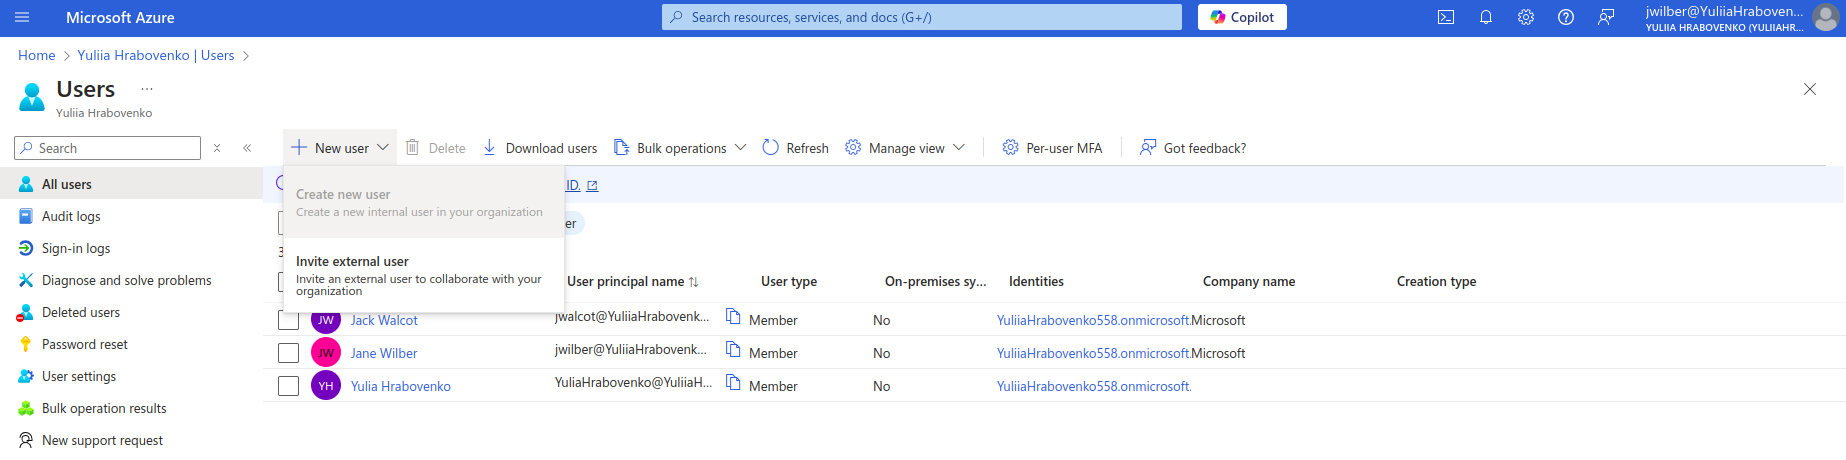 Microsoft Azure
Search resources, services, and docs (G+/)
Copilot
jwilber@YuliiaHraboven...
YULIIA HRABOVENKO (YULIIAHR...
Home > Yuliia Hrabovenko | Users >
Users ...
Yuliia Hrabovenko
Search
New user
Delete
Download users
Bulk operations
Refresh
Manage view
Per-user MFA
Got feedback?
All users
Audit logs
Sign-in logs
Diagnose and solve problems
Deleted users
Password reset
User settings
Bulk operation results
New support request
Create new user
Create a new internal user in your organization
Invite external user
Invite an external user to collaborate with your
organization
ID.
er
3
User principal name User type On-premises sy... Identities Company name Creation type
JW Jack Walcot jwalcot@YuliiaHrabovenk... Member No YuliiaHrabovenko558.onmicrosoft. Microsoft
JW Jane Wilber jwilber@YuliiaHrabovenk... Member No YuliiaHrabovenko558.onmicrosoft. Microsoft
YH Yulia Hrabovenko YuliaHrabovenko@YuliiaH... Member No YuliiaHrabovenko558.onmicrosoft.